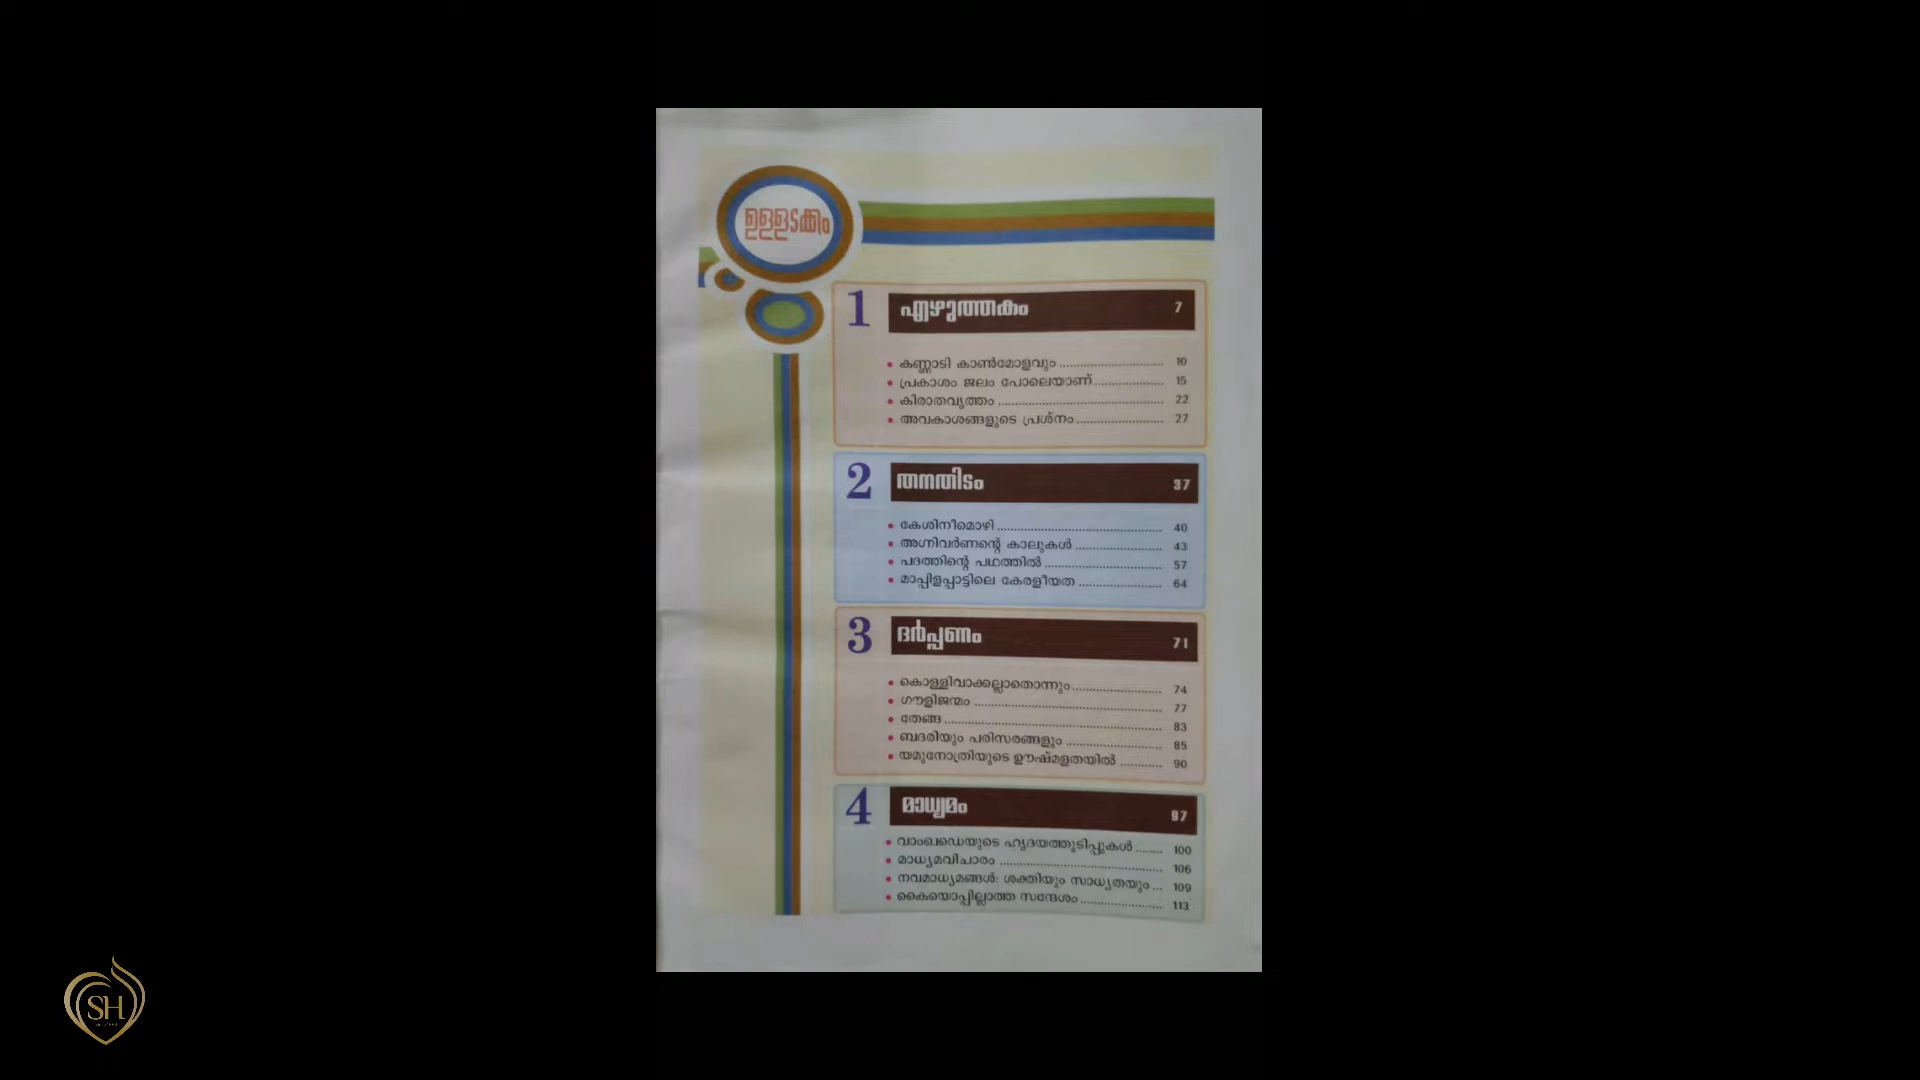 ഉള്ളടക്കം
1 എഴുത്തകം 7
• കണ്ണാടി കാൺമോളവും ........................ 10
• പ്രകാശം ജലം പോലെയാണ് ................ 15
• കിരാതവൃത്തം ........................ 22
• അവകാശങ്ങളുടെ പ്രശ്നം ........................ 27
2 തനതിടം 37
• കേശിനീമൊഴി ........................ 40
• അഗ്നിവർണന്റെ കാലുകൾ ........................ 43
• പദത്തിന്റെ പഥത്തിൽ ........................ 57
• മാപ്പിളപ്പാട്ടിലെ കേരളീയത ........................ 64
3 ദർപ്പണം 71
• കൊള്ളിവാക്കല്ലാതൊന്നും ........................ 74
• ഗൗളിജന്മം ........................ 77
• തേങ്ങ ........................ 83
• ബദരിയും പരിസരങ്ങളും ........................ 85
• യമുനോത്രിയുടെ ഊഷ്മളതയിൽ ............ 90
4 മാധ്യമം 97
• വാംഖഡെയുടെ ഹൃദയത്തുടിപ്പുകൾ ........ 100
• മാധ്യമവിചാരം ........................ 106
• നവമാധ്യമങ്ങൾ: ശക്തിയും സാധ്യതയും ... 109
• കൈയൊപ്പില്ലാത്ത സന്ദേശം ........................ 113
SH